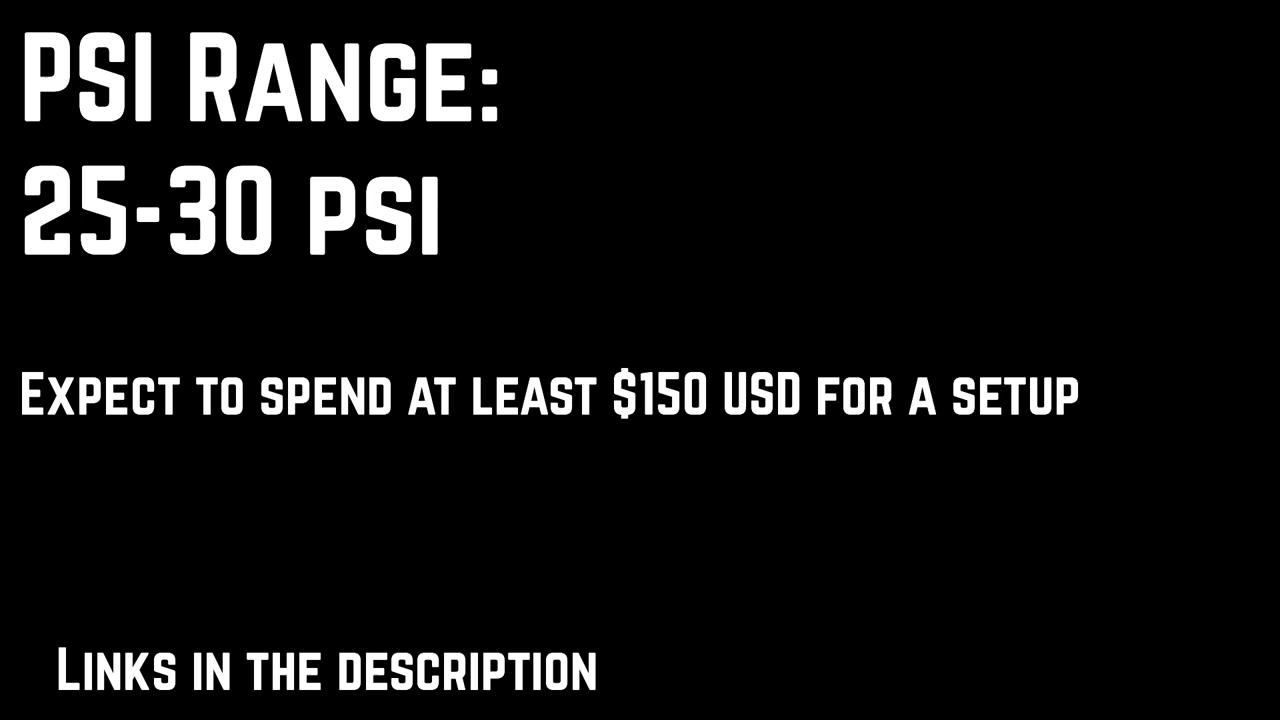 PSI Range:
25-30 psi
Expect to spend at least $150 USD for a setup
Links in the description